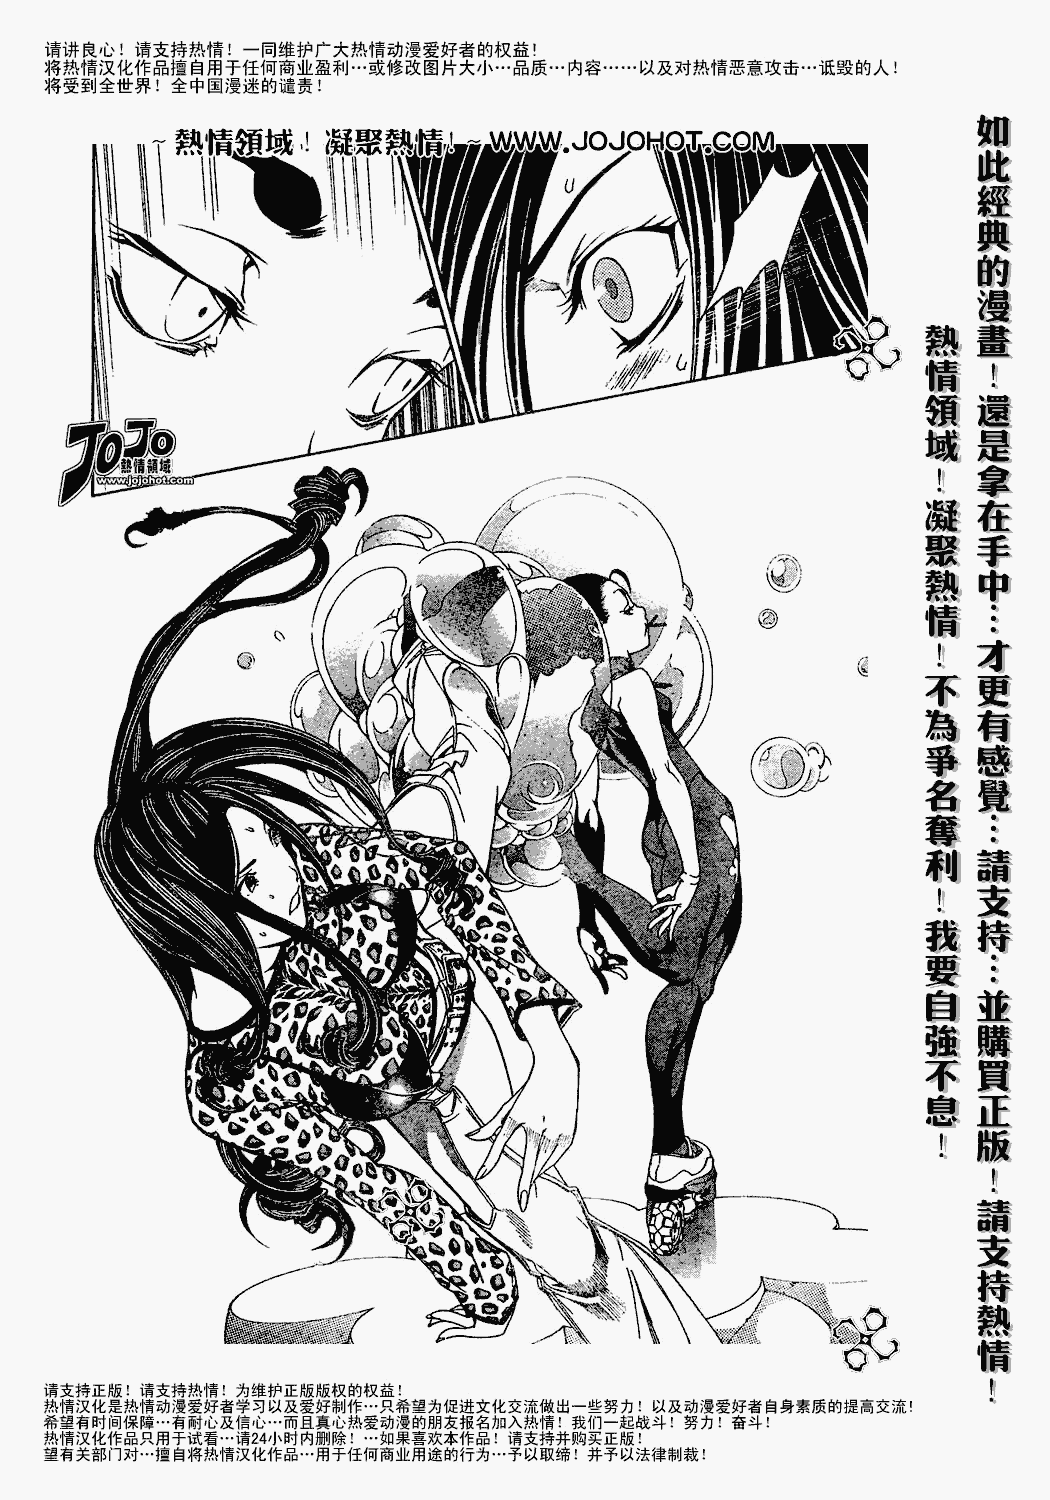 请讲良心！请支持热情！一同维护广大热情动漫爱好者的权益！
将热情汉化作品擅自用于任何商业盈利…或修改图片大小…品质…内容……以及对热情恶意攻击…诋毁的人！
将受到全世界！全中国漫迷的谴责！
~熱情領域！凝聚熱情！~WWW.JOJOHOT.COM
如此經典的漫畫！還是拿在手中…才更有感覺…請支持…並購買正版！請支持熱情！
熱情領域！凝聚熱情！不為爭名奪利！我要自強不息！
JOJO
熱情領域
www.jojohot.com
请支持正版！请支持热情！为维护正版版权的权益！
热情汉化是热情动漫爱好者学习以及爱好制作…只希望为促进文化交流做出一些努力！以及动漫爱好者自身素质的提高交流！
希望有时间保障…有耐心及信心…而且真心热爱动漫的朋友报名加入热情！我们一起战斗！努力！奋斗！
热情汉化作品只用于试看…请24小时内删除！…如果喜欢本作品！请支持并购买正版！
望有关部门对…擅自将热情汉化作品…用于任何商业用途的行为…予以取缔！并予以法律制裁！